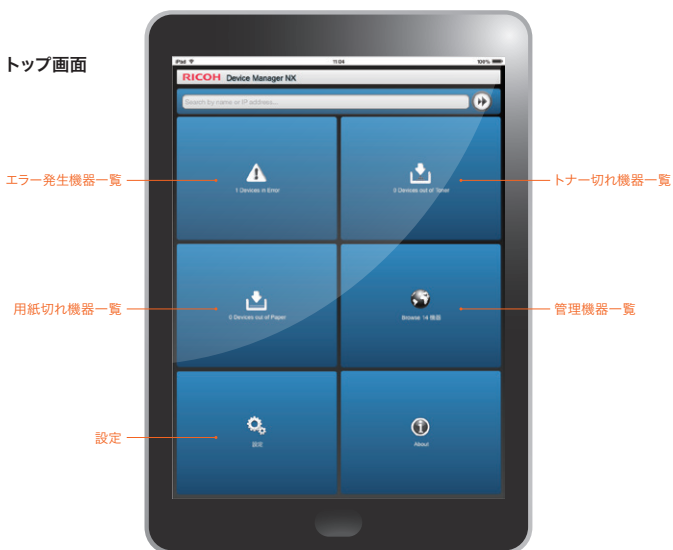 トップ画面
iPad
11:04
100%
RICOH Device Manager NX
Search by name or IP address...
エラー発生機器一覧
1 Devices in Error
0 Devices out of Toner
トナー切れ機器一覧
用紙切れ機器一覧
0 Devices out of Paper
Browse 14 機器
管理機器一覧
設定
設定
About